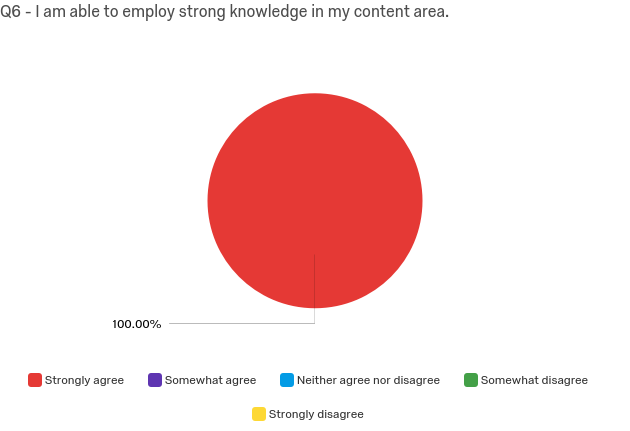 Q6 - I am able to employ strong knowledge in my content area.
100.00%
Strongly agree Somewhat agree Neither agree nor disagree Somewhat disagree
Strongly disagree